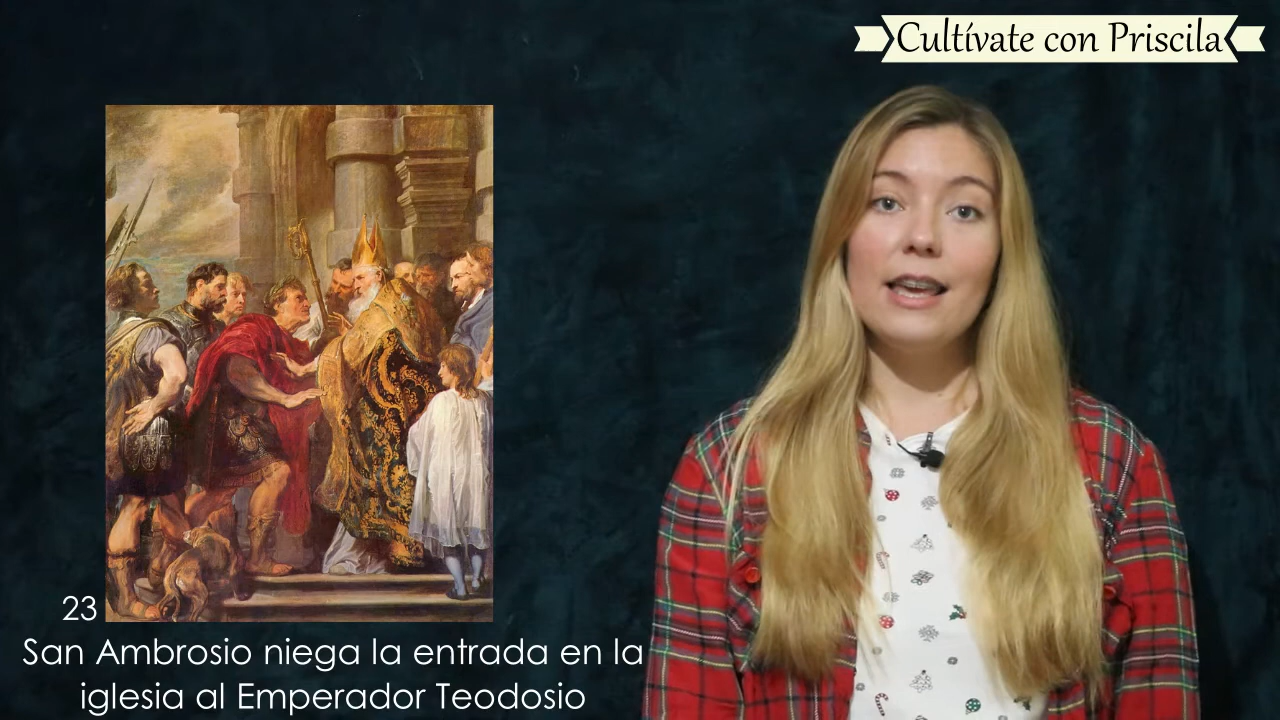 Cultívate con Priscila
23
San Ambrosio niega la entrada en la
iglesia al Emperador Teodosio